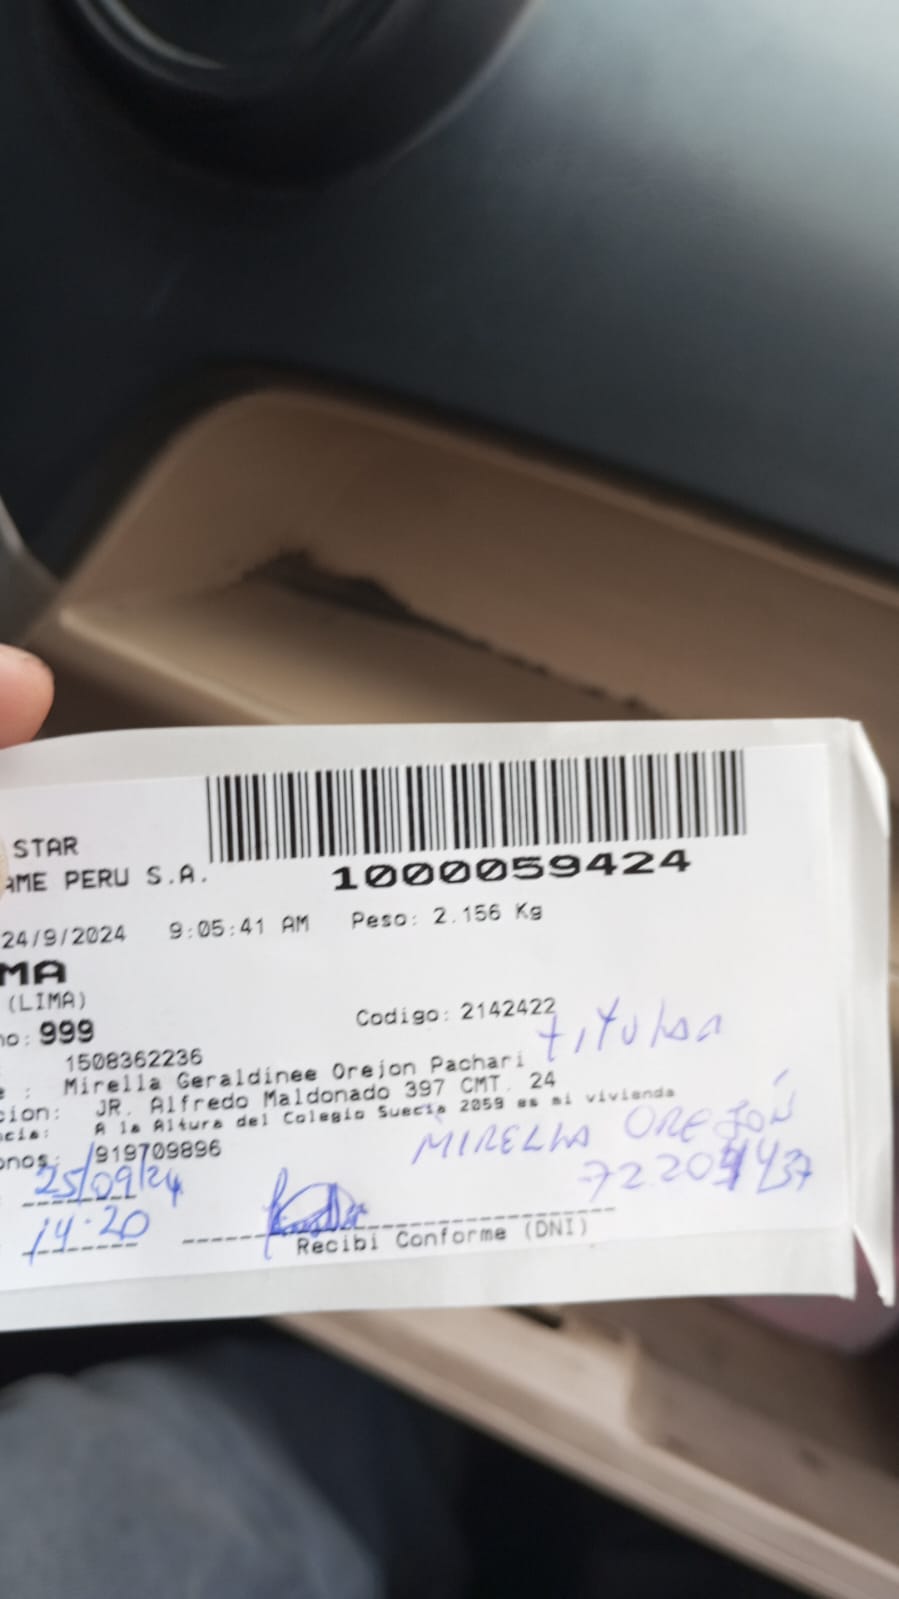 STAR
AME PERU S.A.
1000059424
24/9/2024 9:05:41 AM Peso: 2.156 Kg
MA
(LIMA)
no: 999 Codigo: 2142422
1508362236 titular
e : Mirella Geraldinee Orejon Pachari
cion: JR. Alfredo Maldonado 397 CMT. 24
cia: A la Altura del Colegio Suecia 2059 es mi vivienda
onos: 919709896 MIRELLA OREJÓN
25/09/24
14:20
Recibi Conforme (DNI)